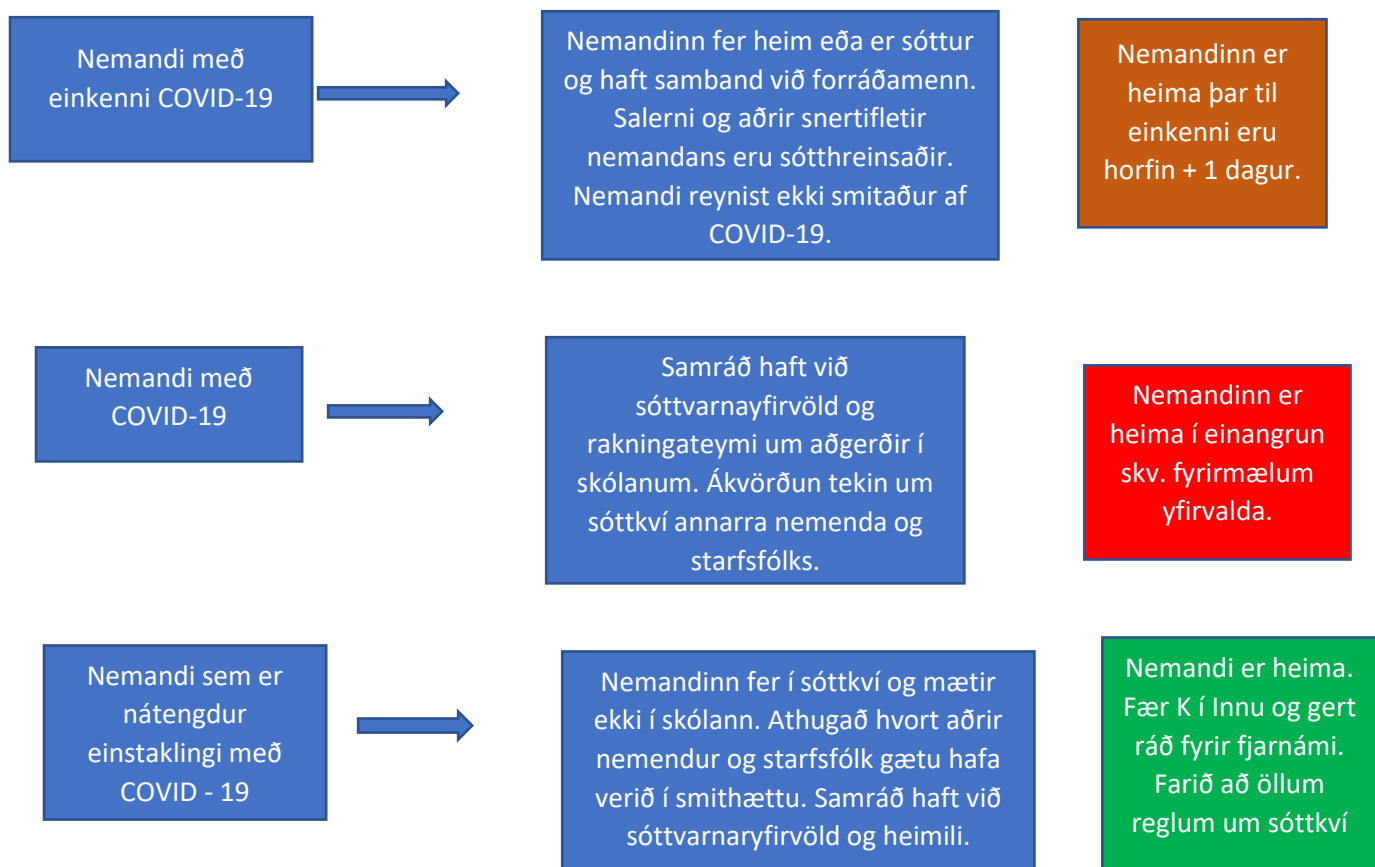 Nemandi með
einkenni COVID-19
Nemandinn fer heim eða er sóttur
og haft samband við forráðamenn.
Salerni og aðrir snertifletir
nemandans eru sótthreinsaðir.
Nemandi reynist ekki smitaður af
COVID-19.
Nemandinn er
heima þar til
einkenni eru
horfin + 1 dagur.
Nemandi með
COVID-19
Samráð haft við
sóttvarnayfirvöld og
rakningateymi um aðgerðir í
skólanum. Ákvörðun tekin um
sóttkví annarra nemenda og
starfsfólks.
Nemandinn er
heima í einangrun
skv. fyrirmælum
yfirvalda.
Nemandi sem er
nátengdur
einstaklingi með
COVID - 19
Nemandinn fer í sóttkví og mætir
ekki í skólann. Athugað hvort aðrir
nemendur og starfsfólk gætu hafa
verið í smithættu. Samráð haft við
sóttvarnaryfirvöld og heimili.
Nemandi er heima.
Fær K í Innu og gert
ráð fyrir fjarnámi.
Farið að öllum
reglum um sóttkví